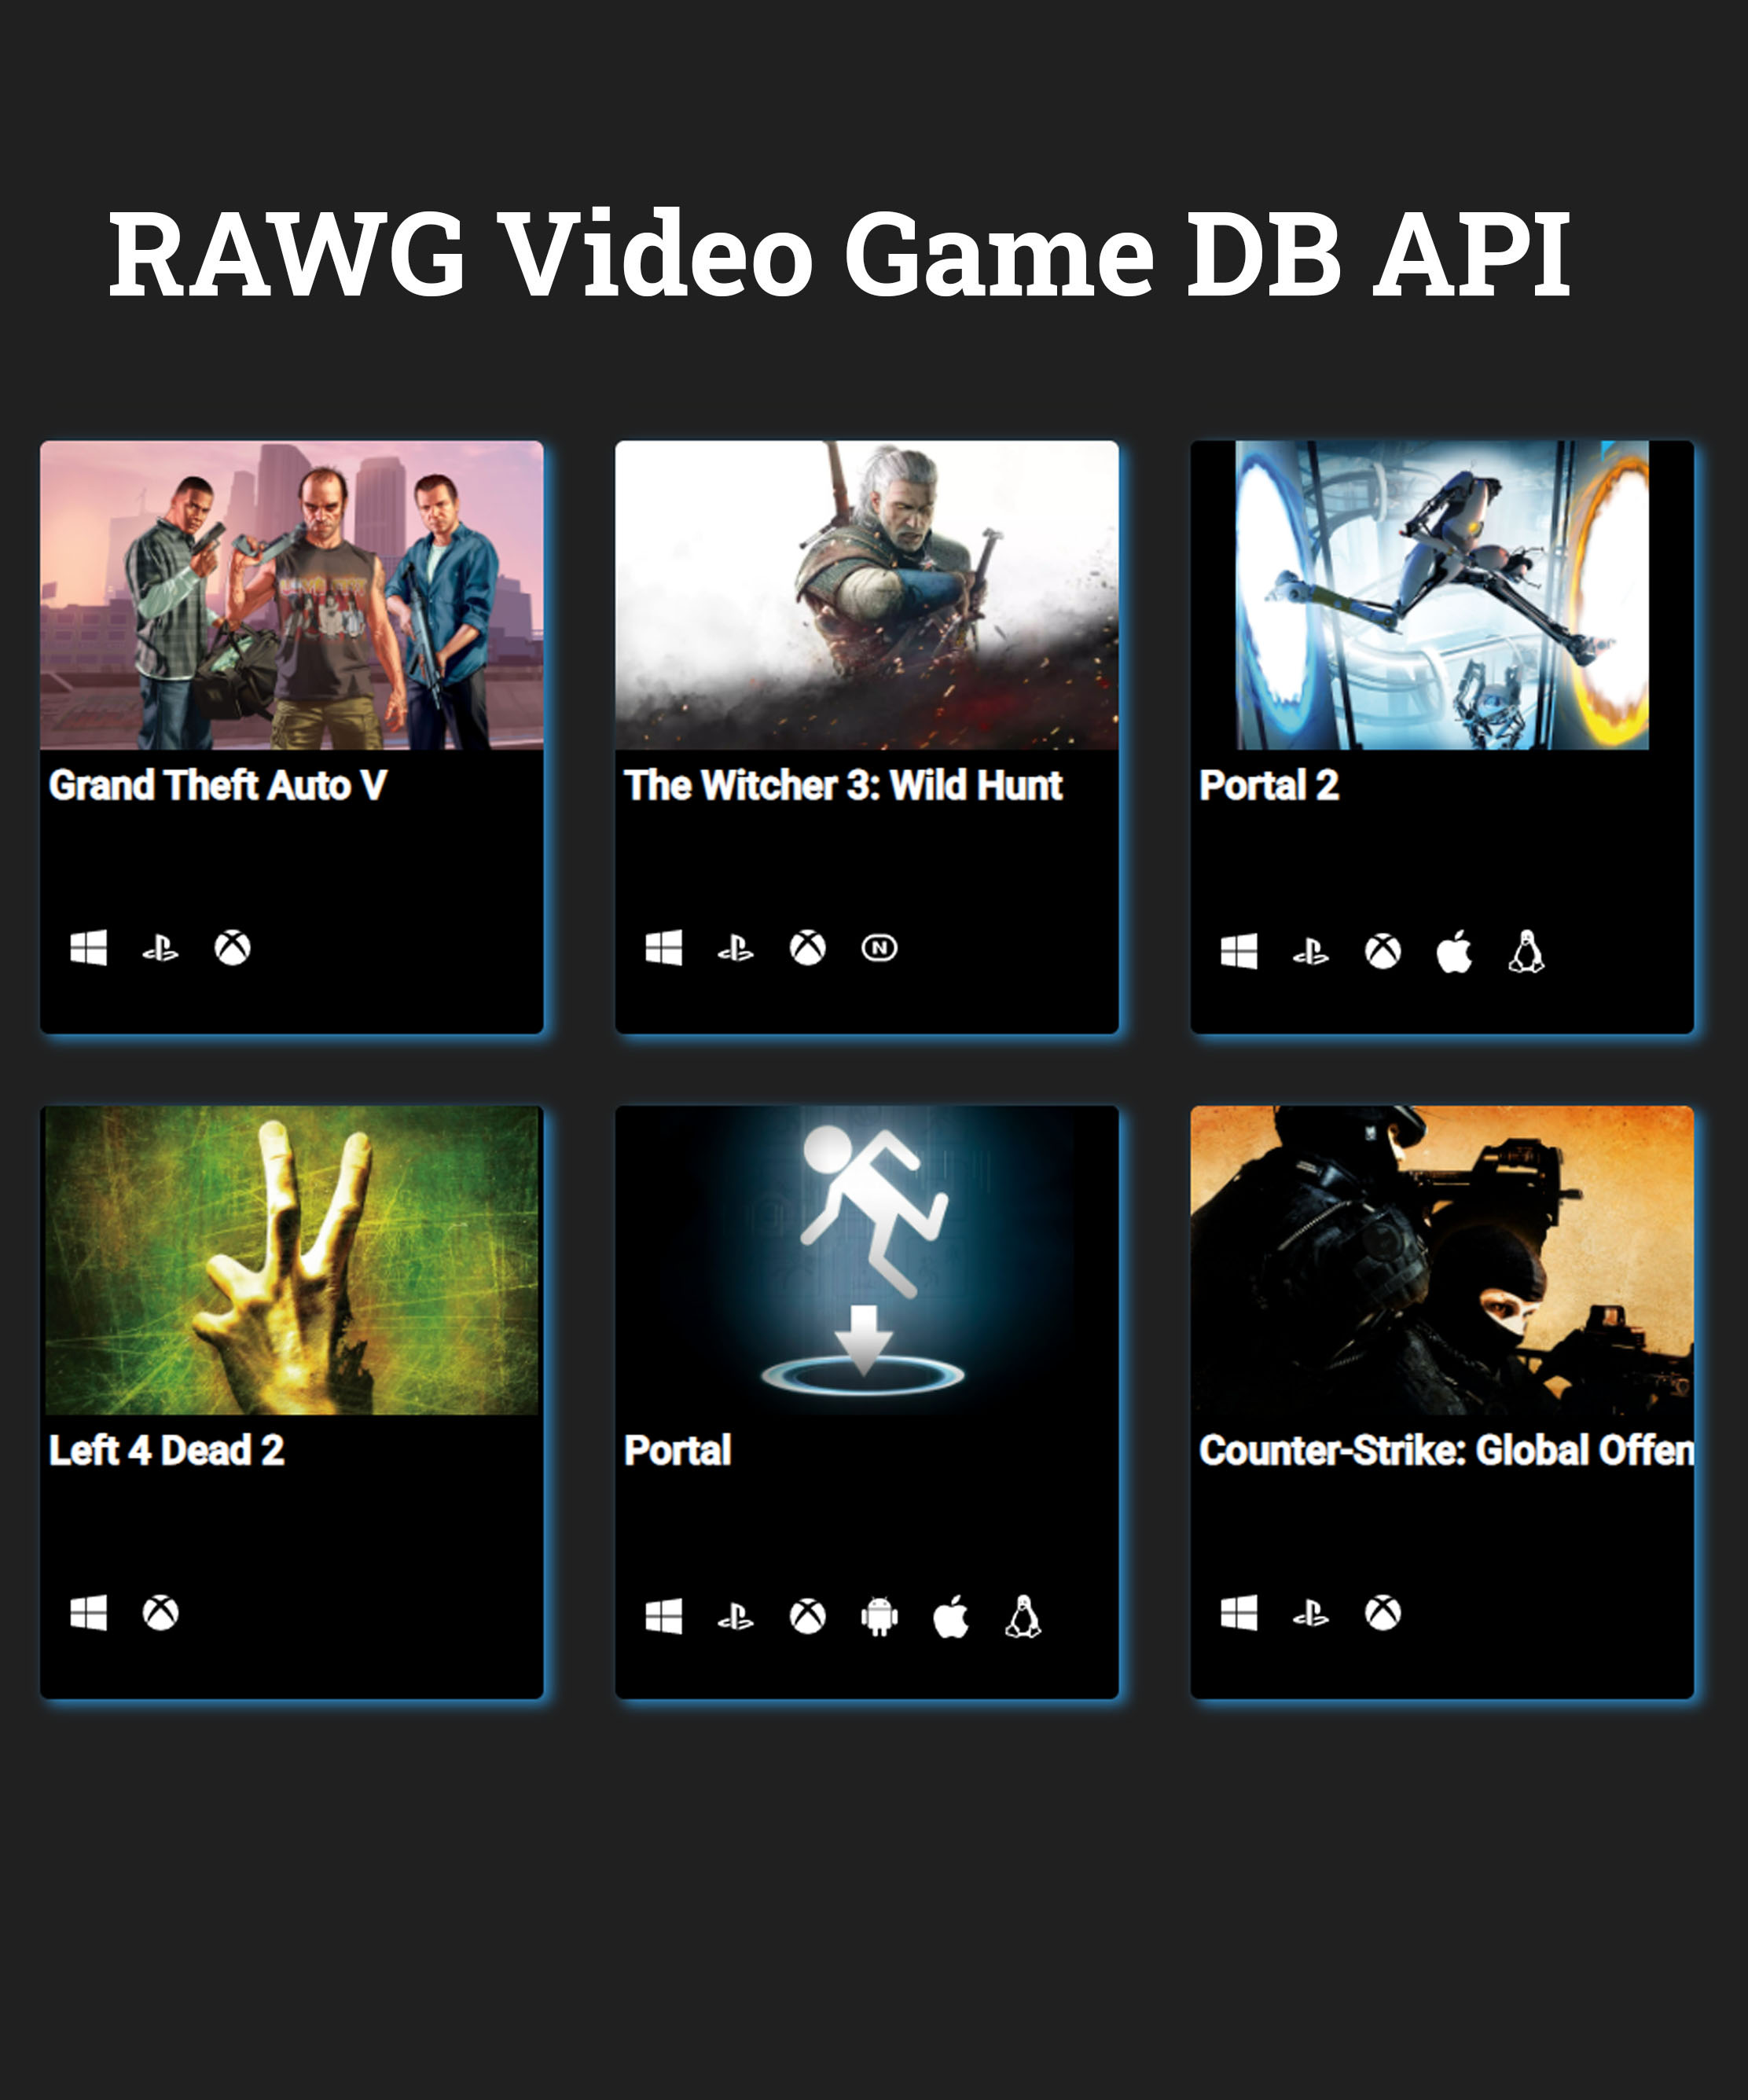 RAWG Video Game DB API
Grand Theft Auto V
The Witcher 3: Wild Hunt
Portal 2
Left 4 Dead 2
Portal
Counter-Strike: Global Offen